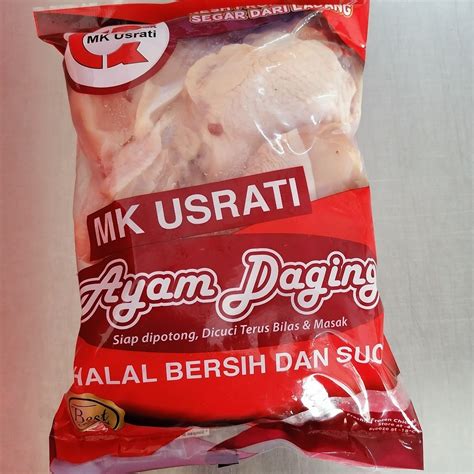 SEGAR DARI LADANG
MK Usrati
MK USRATI
Ayam Daging
Siap dipotong, Dicuci Terus Bilas & Masak
HALAL BERSIH DAN SUC
Best